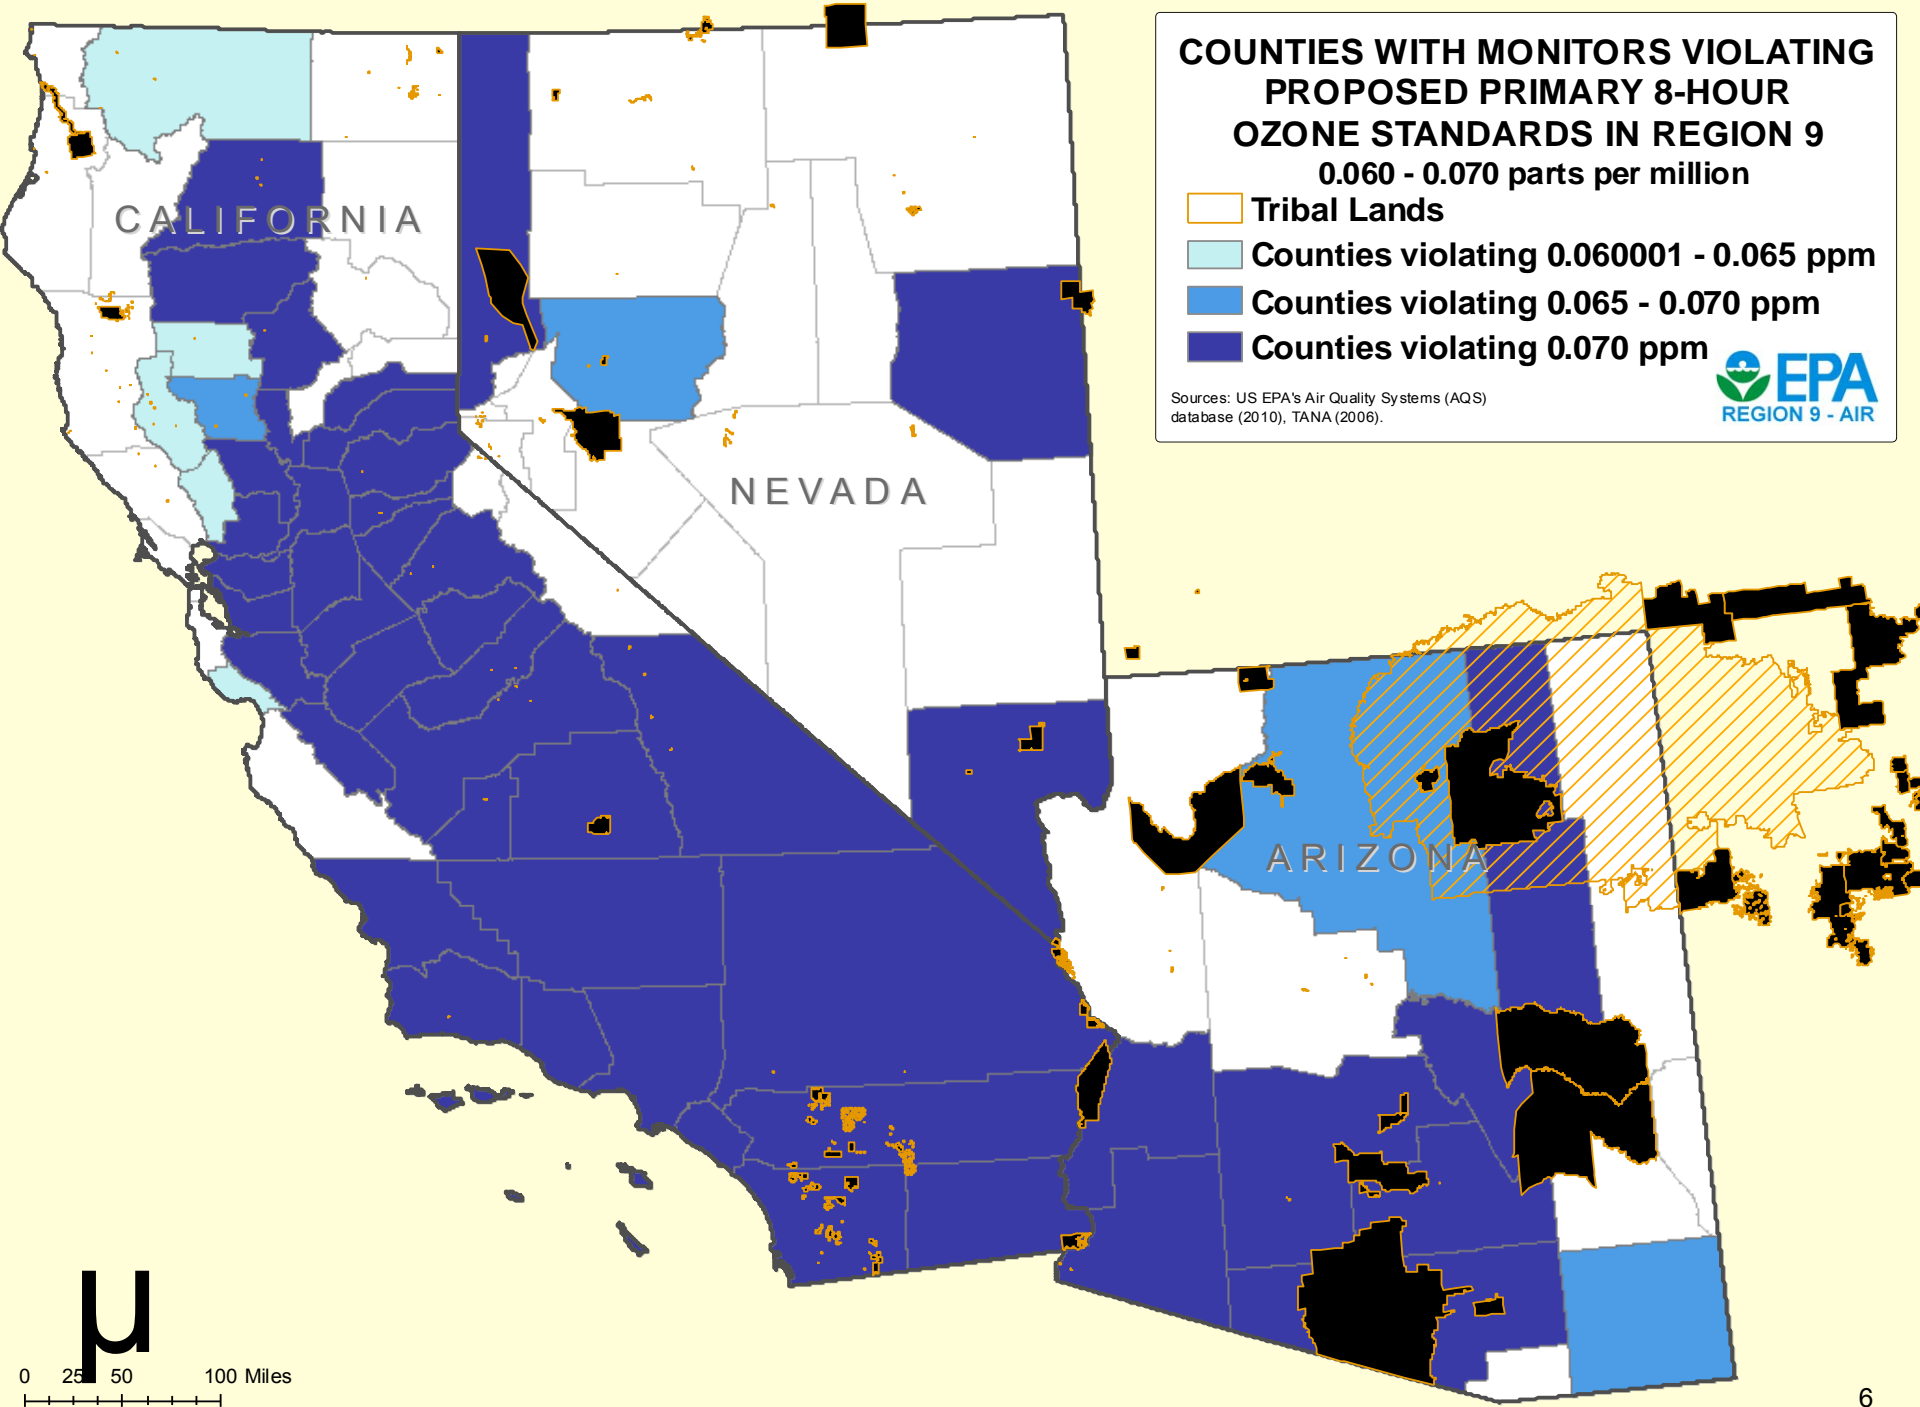 COUNTIES WITH MONITORS VIOLATING
PROPOSED PRIMARY 8-HOUR
OZONE STANDARDS IN REGION 9
0.060 - 0.070 parts per million
Tribal Lands
Counties violating 0.060001 - 0.065 ppm
Counties violating 0.065 - 0.070 ppm
Counties violating 0.070 ppm
Sources: US EPA's Air Quality Systems (AQS)
database (2010), TANA (2006).
EPA
REGION 9 - AIR
CALIFORNIA
NEVADA
ARIZONA
µ
0 25 50 100 Miles
6